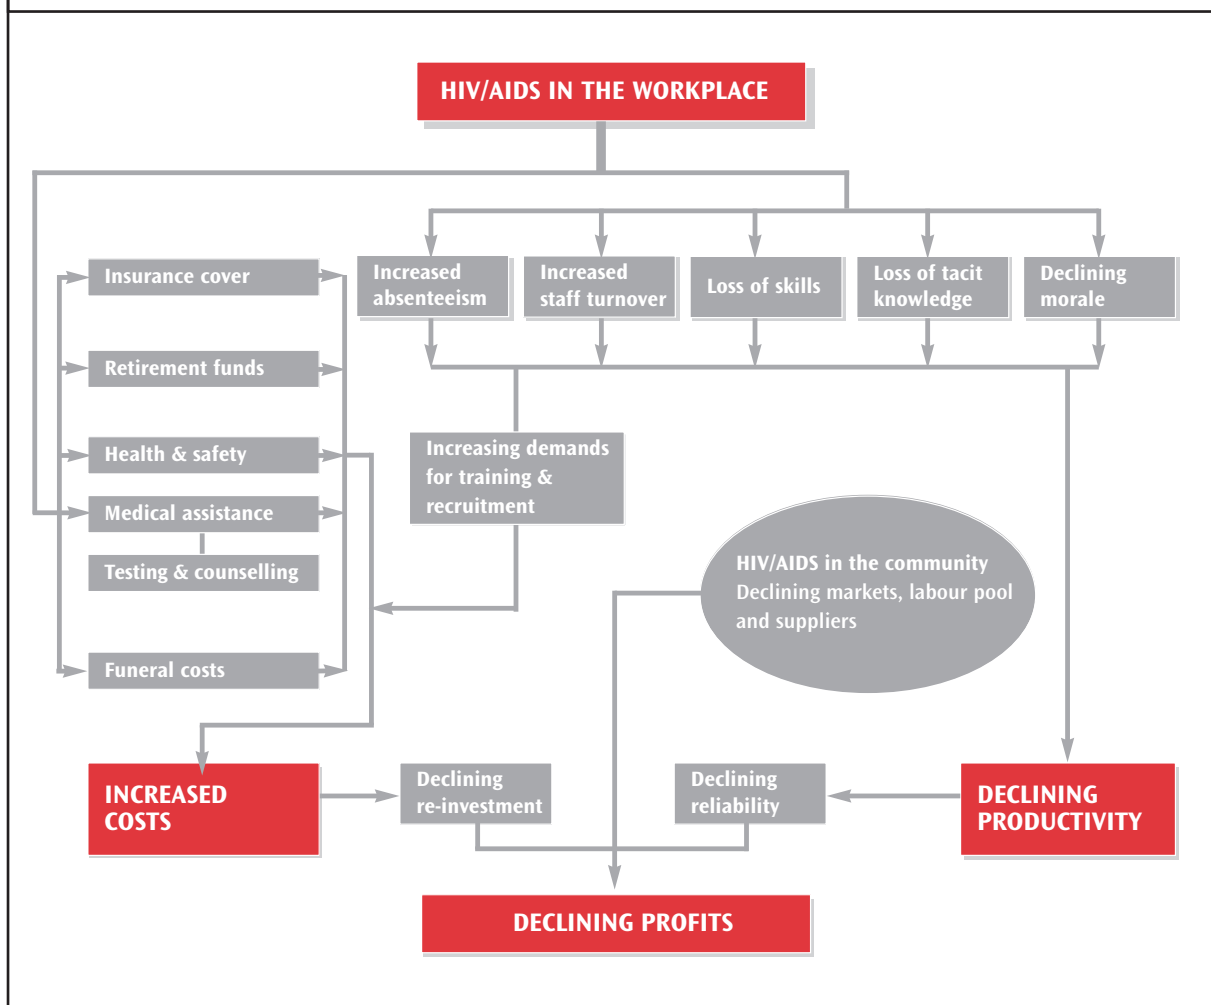 HIV/AIDS IN THE WORKPLACE
Insurance cover
Increased
absenteeism
Increased
staff turnover
Loss of skills
Loss of tacit
knowledge
Declining
morale
Retirement funds
Health & safety
Medical assistance
Testing & counselling
Funeral costs
Increasing demands
for training &
recruitment
HIV/AIDS in the community
Declining markets, labour pool
and suppliers
INCREASED
COSTS
Declining
re-investment
Declining
reliability
DECLINING
PRODUCTIVITY
DECLINING PROFITS